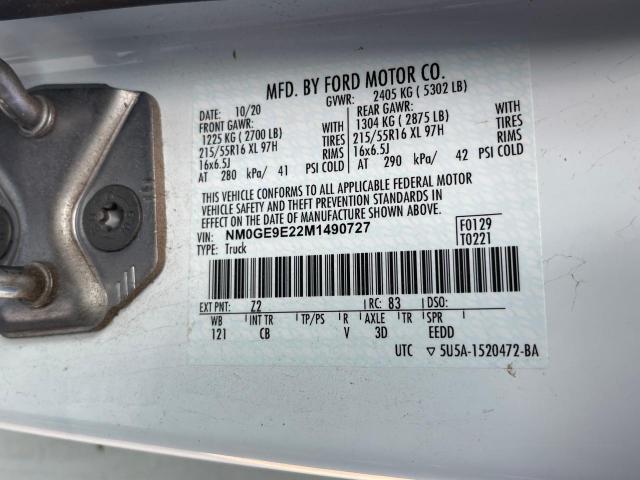 MFD. BY FORD MOTOR CO.
DATE: 10/20 GVWR: 2405 KG ( 5302 LB)
FRONT GAWR: REAR GAWR:
1225 KG ( 2700 LB) WITH 1304 KG ( 2875 LB) WITH
215/55R16 XL 97H TIRES 215/55R16 XL 97H TIRES
16x6.5J RIMS 16x6.5J RIMS
AT 280 kPa/ 41 PSI COLD AT 290 kPa/ 42 PSI COLD
THIS VEHICLE CONFORMS TO ALL APPLICABLE FEDERAL MOTOR
VEHICLE SAFETY AND THEFT PREVENTION STANDARDS IN
EFFECT ON THE DATE OF MANUFACTURE SHOWN ABOVE.
VIN: NM0GE9E22M1490727 F0129
TYPE: Truck T0221
EXT PNT: Z2 RC: 83 DSO:
WB INT TR TP/PS R AXLE TR SPR
121 CB V 3D EEDD
UTC ▽ 5U5A-1520472-BA